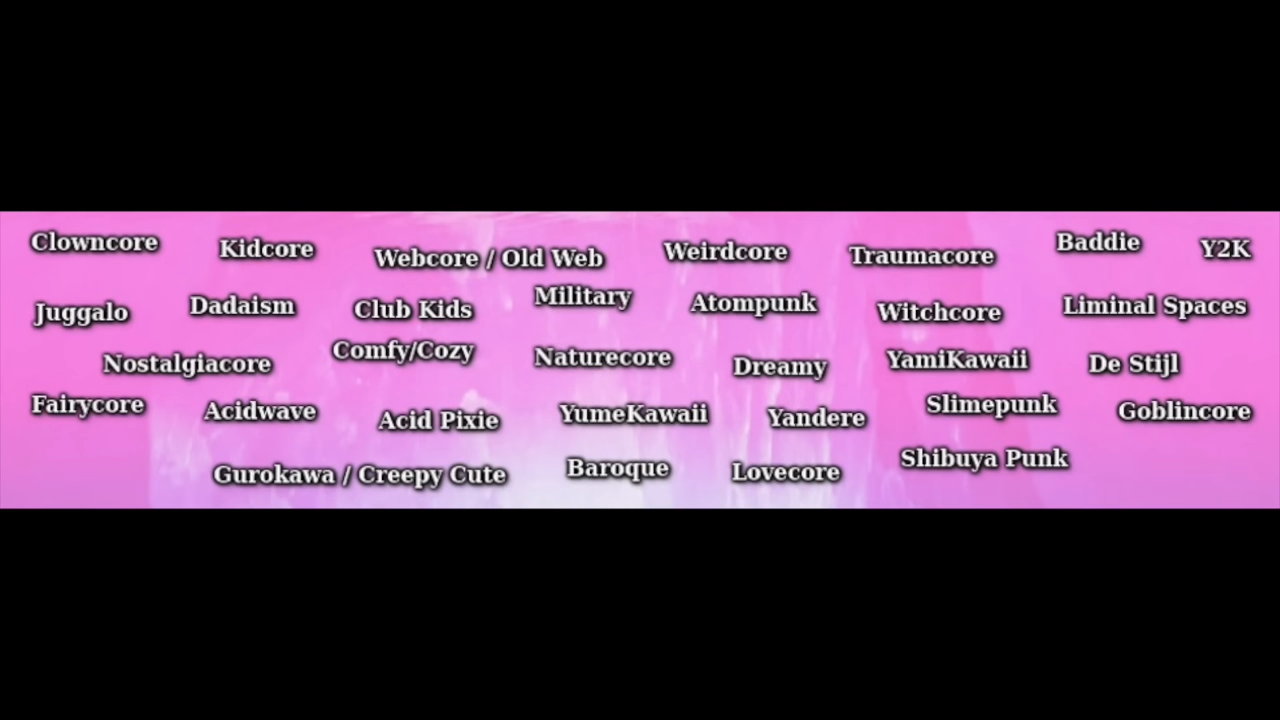 Clowncore Kidcore Webcore / Old Web Weirdcore Traumacore Baddie Y2K
Juggalo Dadaism Club Kids Military Atompunk Witchcore Liminal Spaces
Nostalgiacore Comfy/Cozy Naturecore Dreamy YamiKawaii De Stijl
Fairycore Acidwave Acid Pixie YumeKawaii Yandere Slimepunk Goblincore
Gurokawa / Creepy Cute Baroque Lovecore Shibuya Punk